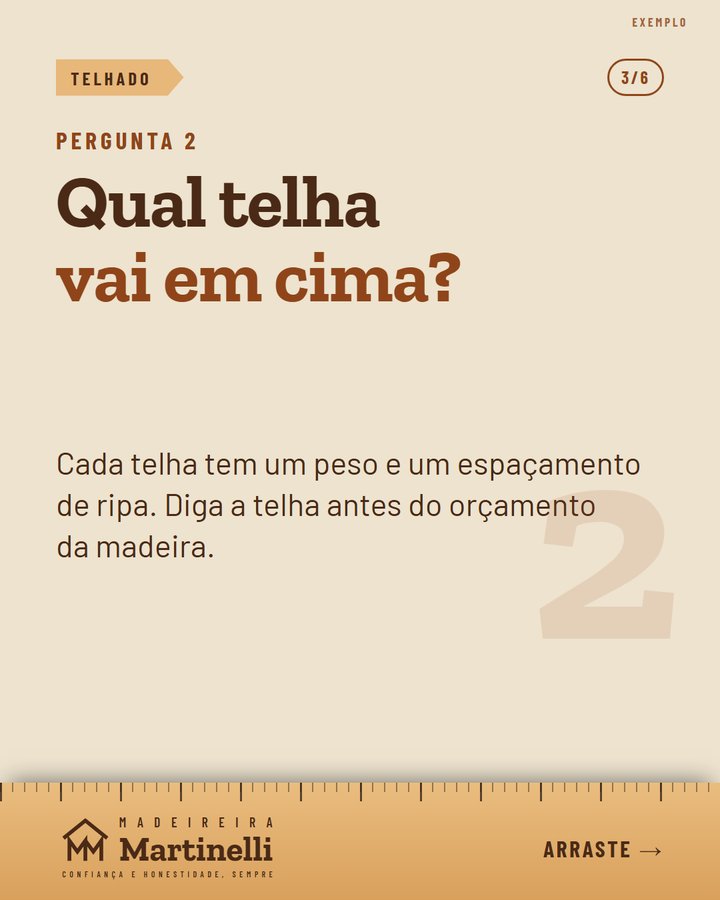 EXEMPLO
TELHADO
3/6
PERGUNTA 2
Qual telha
vai em cima?
Cada telha tem um peso e um espaçamento
de ripa. Diga a telha antes do orçamento
da madeira.
2
MADEIREIRA
Martinelli
CONFIANÇA E HONESTIDADE, SEMPRE
ARRASTE →